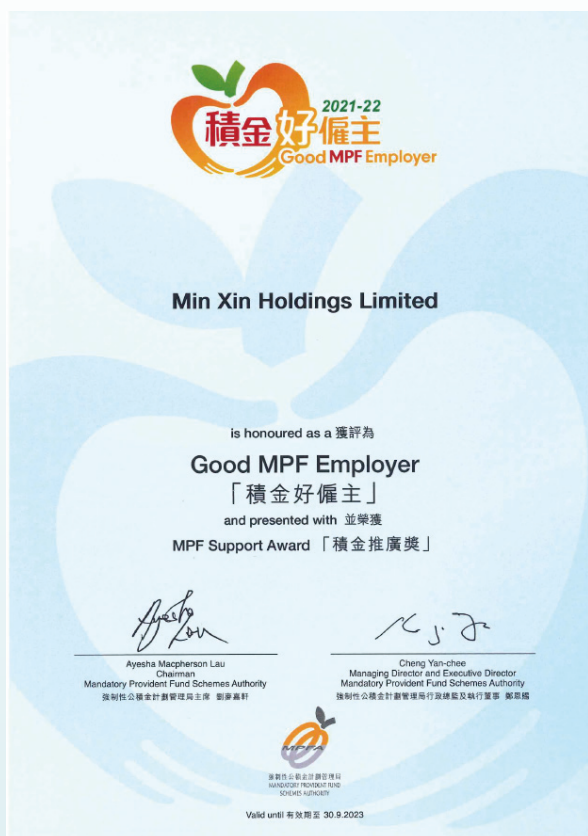 2021-22
積金好僱主
Good MPF Employer
Min Xin Holdings Limited
is honoured as a 獲評為
Good MPF Employer
「積金好僱主」
and presented with 並榮獲
MPF Support Award 「積金推廣獎」
Ayesha Macpherson Lau
Chairman
Mandatory Provident Fund Schemes Authority
強制性公積金計劃管理局主席 劉麥嘉軒
Cheng Yan-chee
Managing Director and Executive Director
Mandatory Provident Fund Schemes Authority
強制性公積金計劃管理局行政總監及執行董事 鄭恩賜
MPFA
強制性公積金計劃管理局
MANDATORY PROVIDENT FUND
SCHEMES AUTHORITY
Valid until 有效期至 30.9.2023